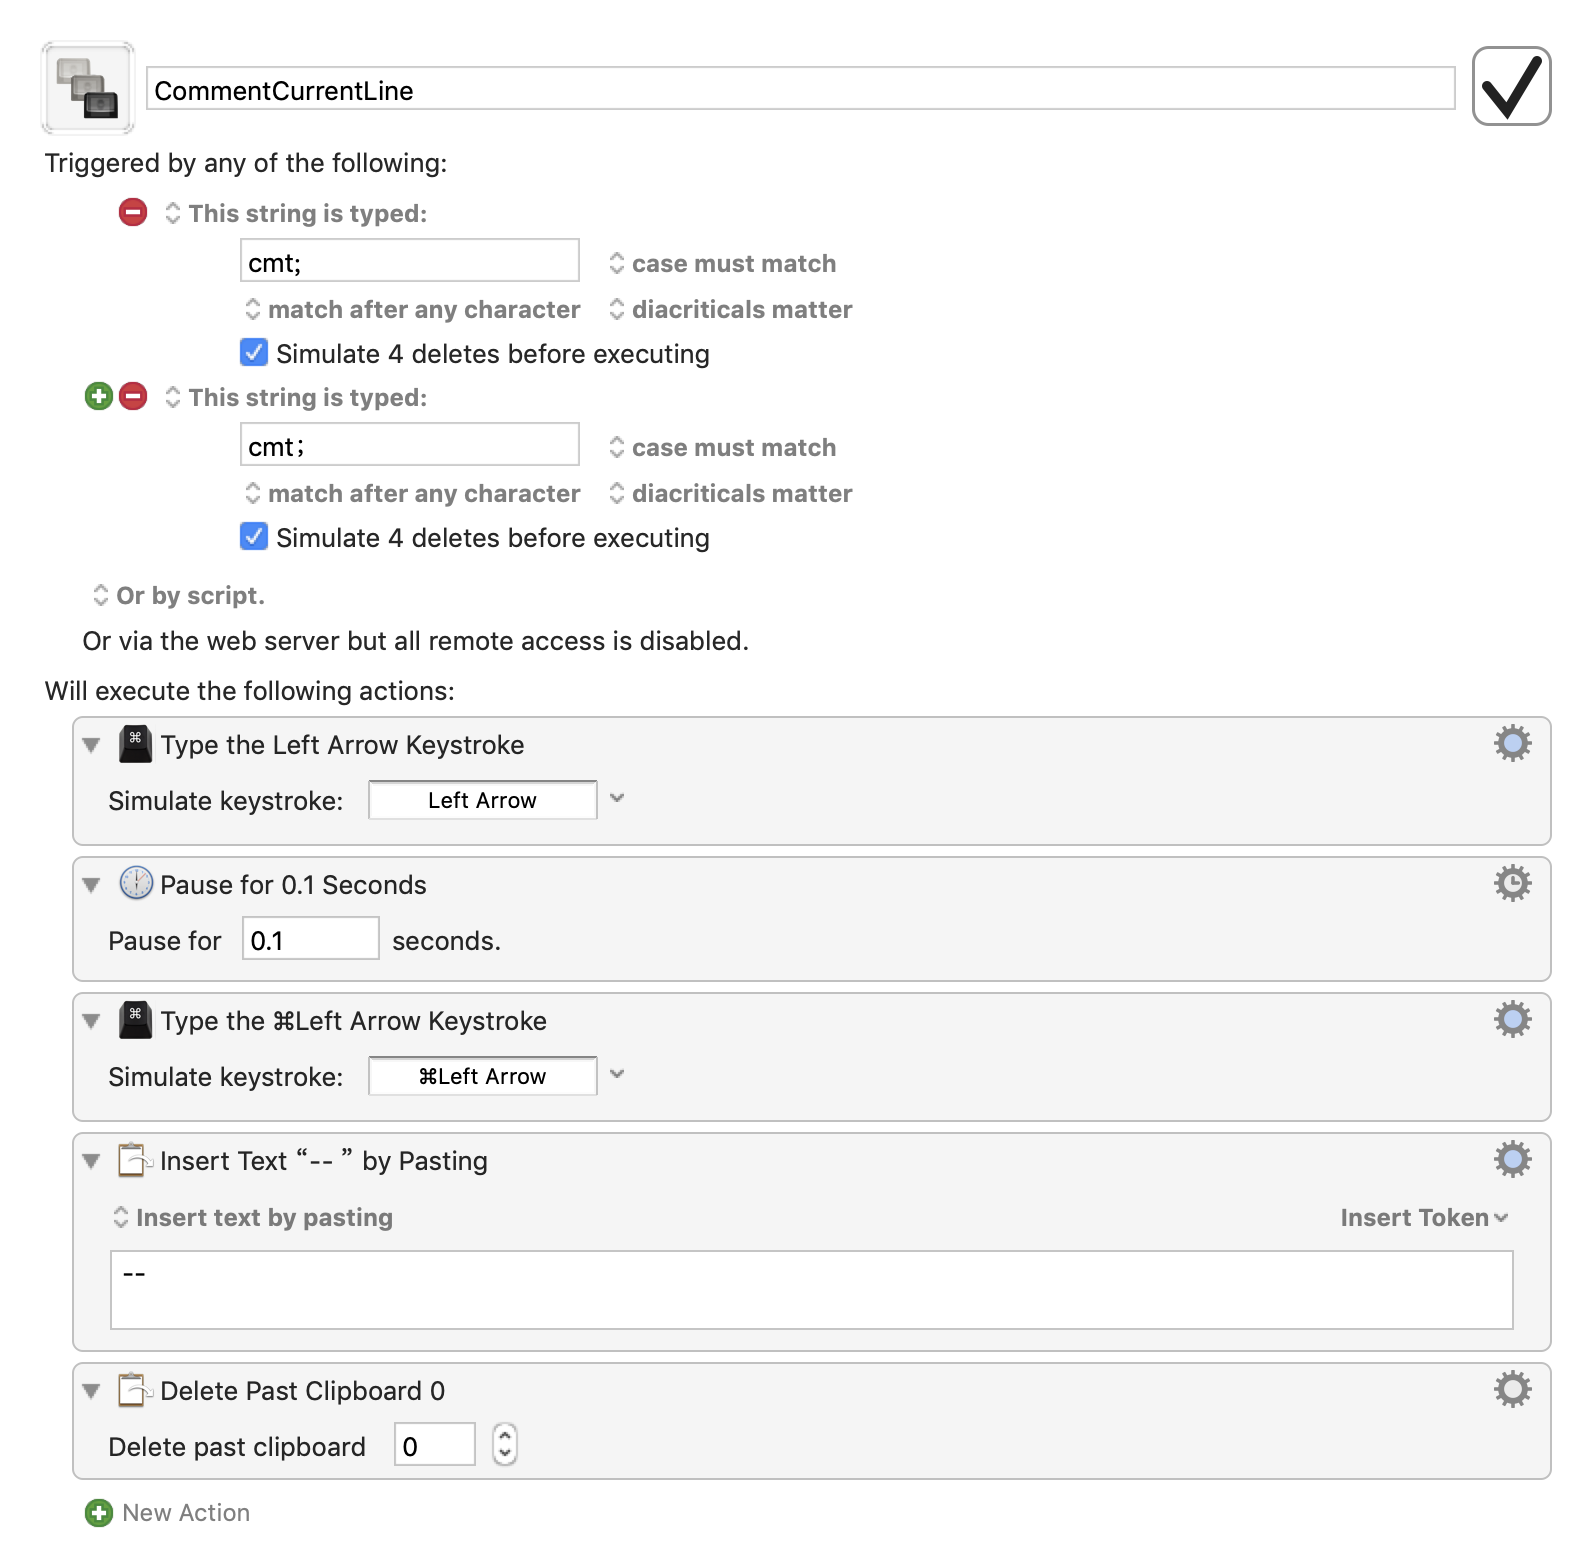 CommentCurrentLine
Triggered by any of the following:
This string is typed:
cmt; case must match
match after any character diacriticals matter
Simulate 4 deletes before executing
This string is typed:
cmt； case must match
match after any character diacriticals matter
Simulate 4 deletes before executing
Or by script.
Or via the web server but all remote access is disabled.
Will execute the following actions:
⌘ Type the Left Arrow Keystroke
Simulate keystroke: Left Arrow
Pause for 0.1 Seconds
Pause for 0.1 seconds.
⌘ Type the ⌘Left Arrow Keystroke
Simulate keystroke: ⌘Left Arrow
Insert Text “-- ” by Pasting
Insert text by pasting Insert Token
--
Delete Past Clipboard 0
Delete past clipboard 0
New Action